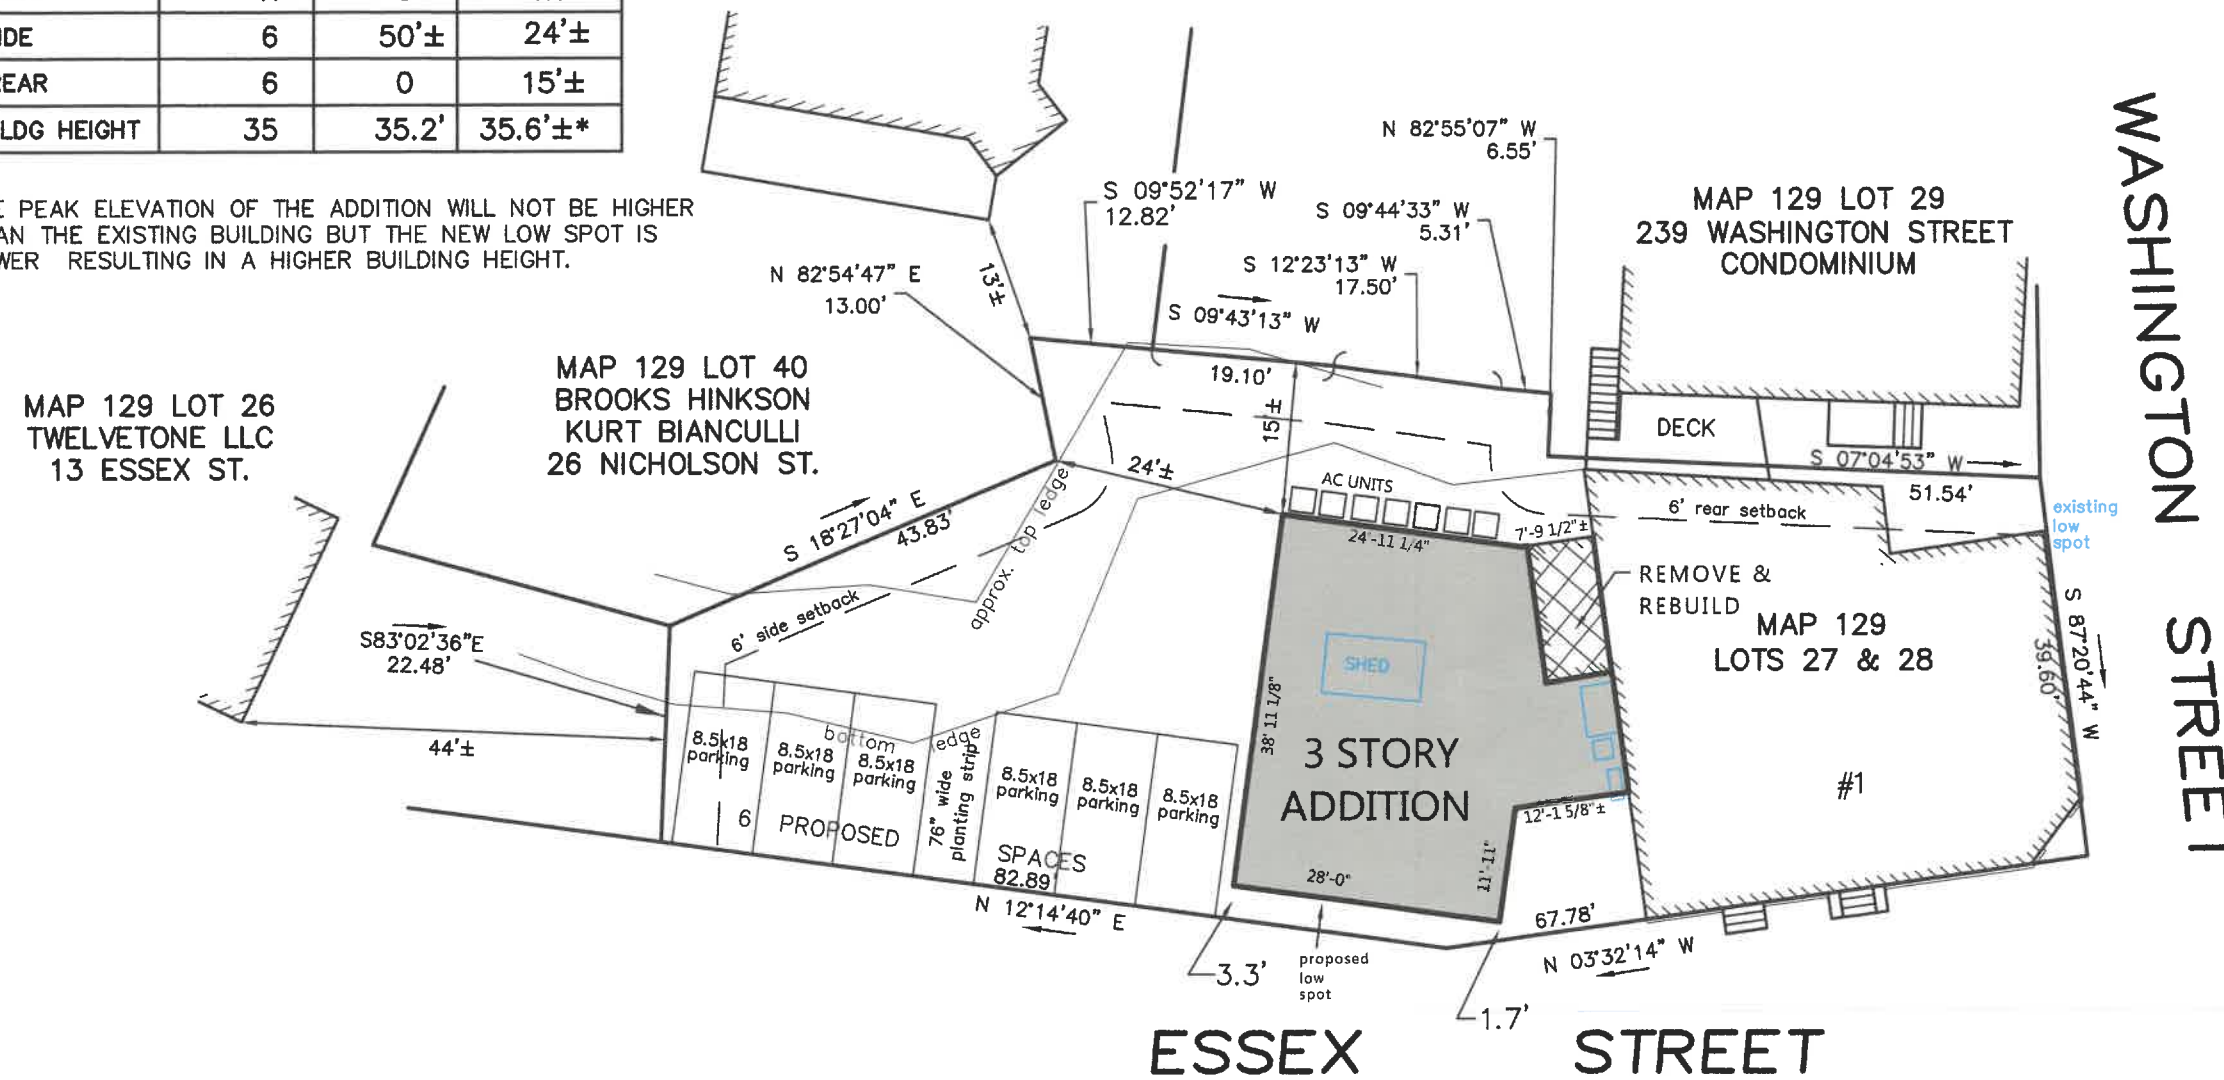 IDE 6 50'± 24'±
EAR 6 0 15'±
LDG HEIGHT 35 35.2' 35.6'±*
E PEAK ELEVATION OF THE ADDITION WILL NOT BE HIGHER
AN THE EXISTING BUILDING BUT THE NEW LOW SPOT IS
WER RESULTING IN A HIGHER BUILDING HEIGHT.
N 82°55'07" W
6.55'
S 09°52'17" W
12.82'
S 09°44'33" W
5.31'
S 12°23'13" W
17.50'
S 09°43'13" W
19.10'
N 82°54'47" E
13.00'
13'±
MAP 129 LOT 29
239 WASHINGTON STREET
CONDOMINIUM
WASHINGTON STREET
MAP 129 LOT 26
TWELVETONE LLC
13 ESSEX ST.
MAP 129 LOT 40
BROOKS HINKSON
KURT BIANCULLI
26 NICHOLSON ST.
15'±
24'±
AC UNITS
DECK
S 07°04'53" W
51.54'
6' rear setback
existing
low
spot
S 18°27'04" E
43.83'
approx. top ledge
6' side setback
24'-11 1/4"
7'-9 1/2"±
REMOVE &
REBUILD
MAP 129
LOTS 27 & 28
#1
S 87°20'44" W
39.60'
S83°02'36"E
22.48'
44'±
SHED
38' 11 1/8"
3 STORY
ADDITION
12'-1 5/8"±
11'-11"
28'-0"
bottom ledge
8.5x18
parking
8.5x18
parking
8.5x18
parking
76" wide
planting strip
8.5x18
parking
8.5x18
parking
8.5x18
parking
6 PROPOSED
SPACES
82.89'
N 12°14'40" E
67.78'
N 03°32'14" W
3.3'
proposed
low
spot
1.7'
ESSEX STREET